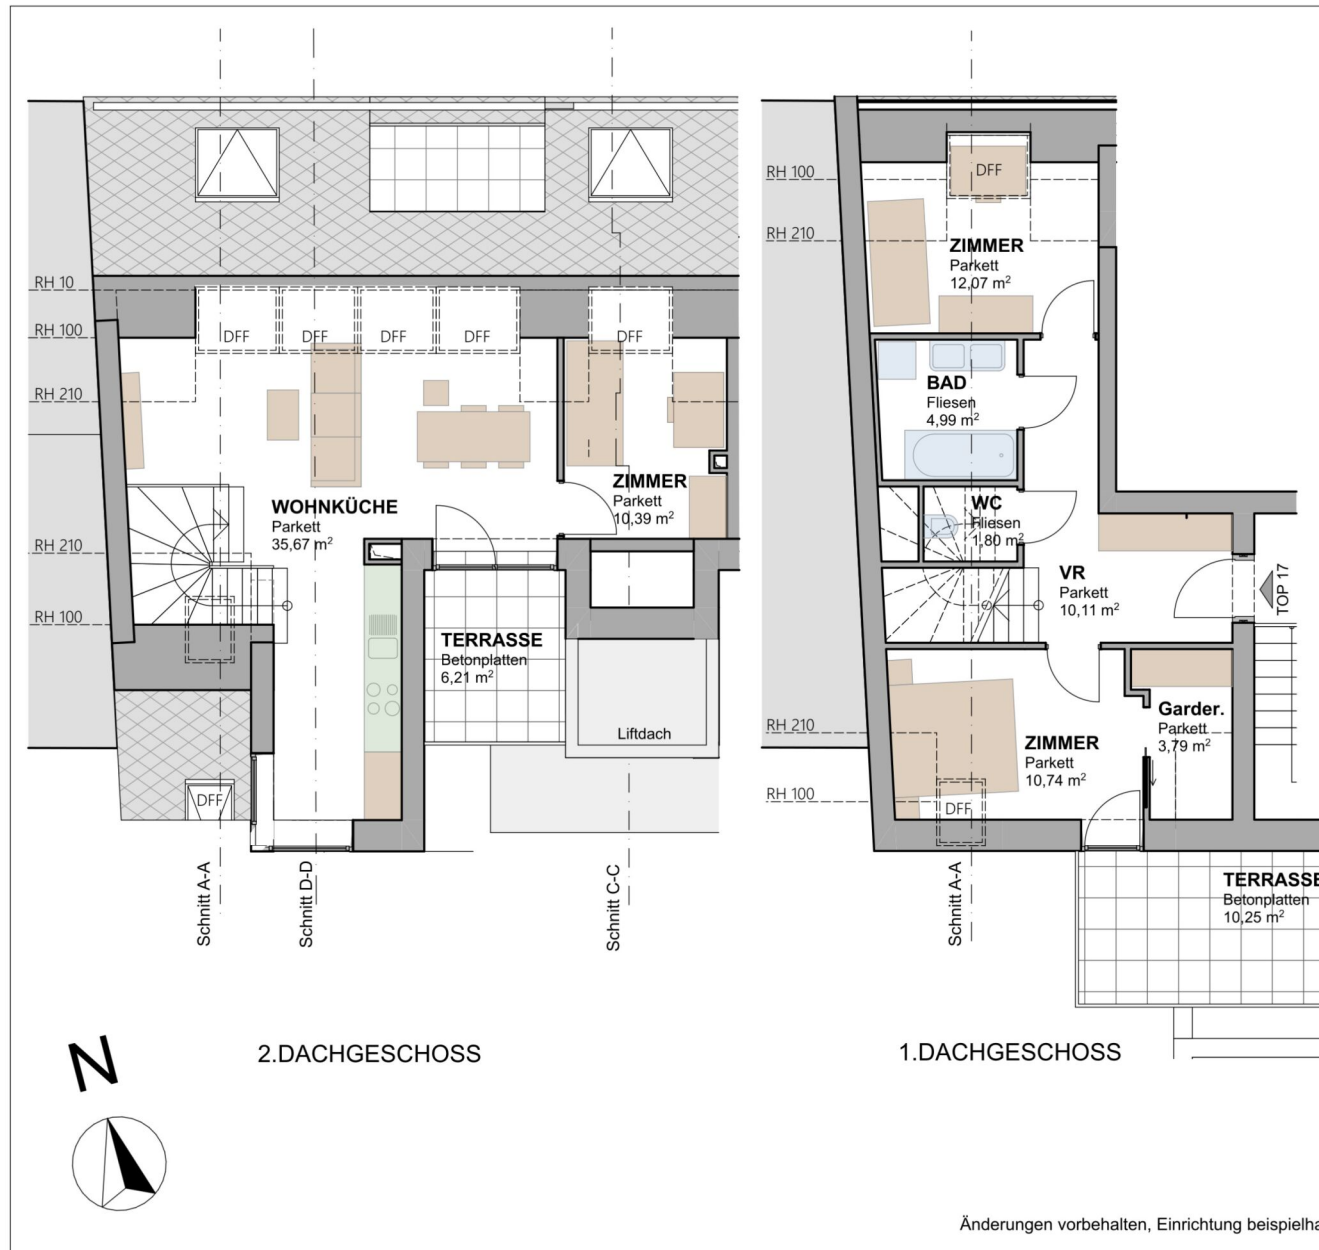 RH 10
DFF
DFF
DFF
DFF
DFF
RH 100
RH 210
WOHNKÜCHE
Parkett
35,67 m²
ZIMMER
Parkett
10,39 m²
RH 210
RH 100
TERRASSE
Betonplatten
6,21 m²
Liftdach
DFF
Schnitt A-A
Schnitt D-D
Schnitt C-C
2.DACHGESCHOSS
RH 100
DFF
RH 210
ZIMMER
Parkett
12,07 m²
BAD
Fliesen
4,99 m²
WC
Fliesen
1,80 m²
VR
Parkett
10,11 m²
TOP 17
Garder.
Parkett
3,79 m²
RH 210
ZIMMER
Parkett
10,74 m²
RH 100
DFF
TERRASSE
Betonplatten
10,25 m²
Schnitt A-A
1.DACHGESCHOSS
N
Änderungen vorbehalten, Einrichtung beispielha